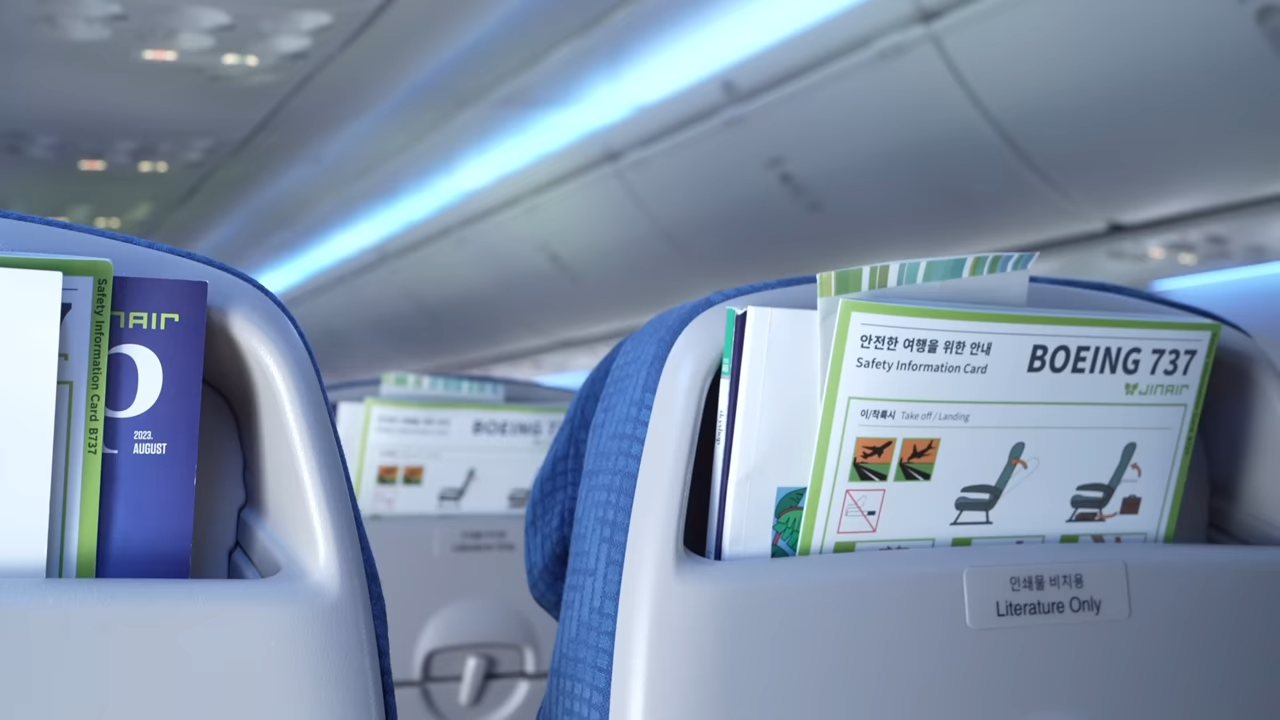 Safety Information Card B737
JINAIR
2023.
AUGUST
BOEING 7
안전한 여행을 위한 안내
Safety Information Card
BOEING 737
JINAIR
이/착륙시 Take off / Landing
인쇄물 비치용
Literature Only